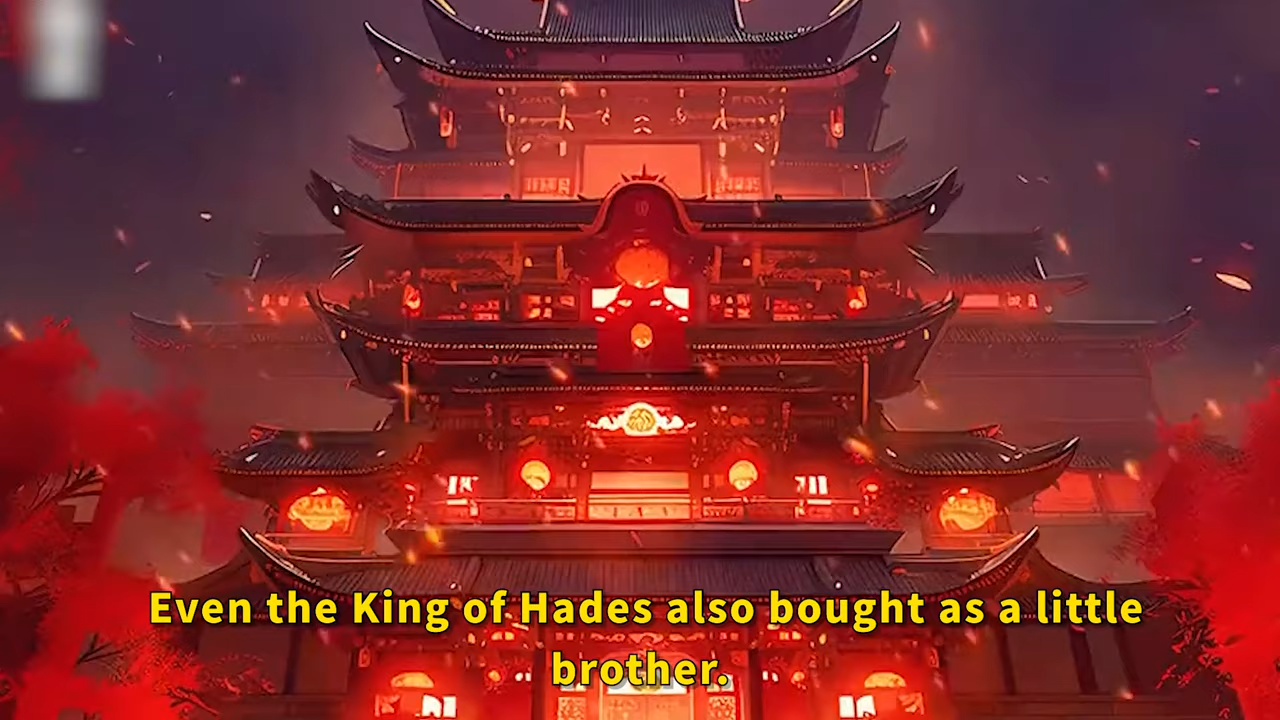 Even the King of Hades also bought as a little
brother.